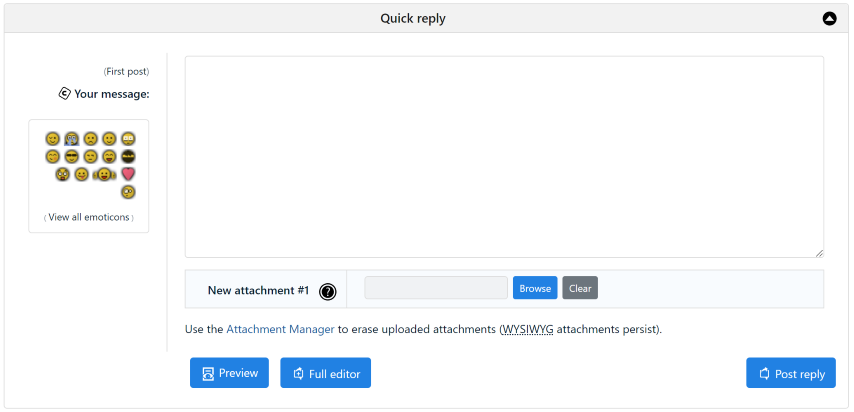 Quick reply
(First post)
Your message:
( View all emoticons )
New attachment #1 ?
Browse
Clear
Use the Attachment Manager to erase uploaded attachments (WYSIWYG attachments persist).
Preview
Full editor
Post reply